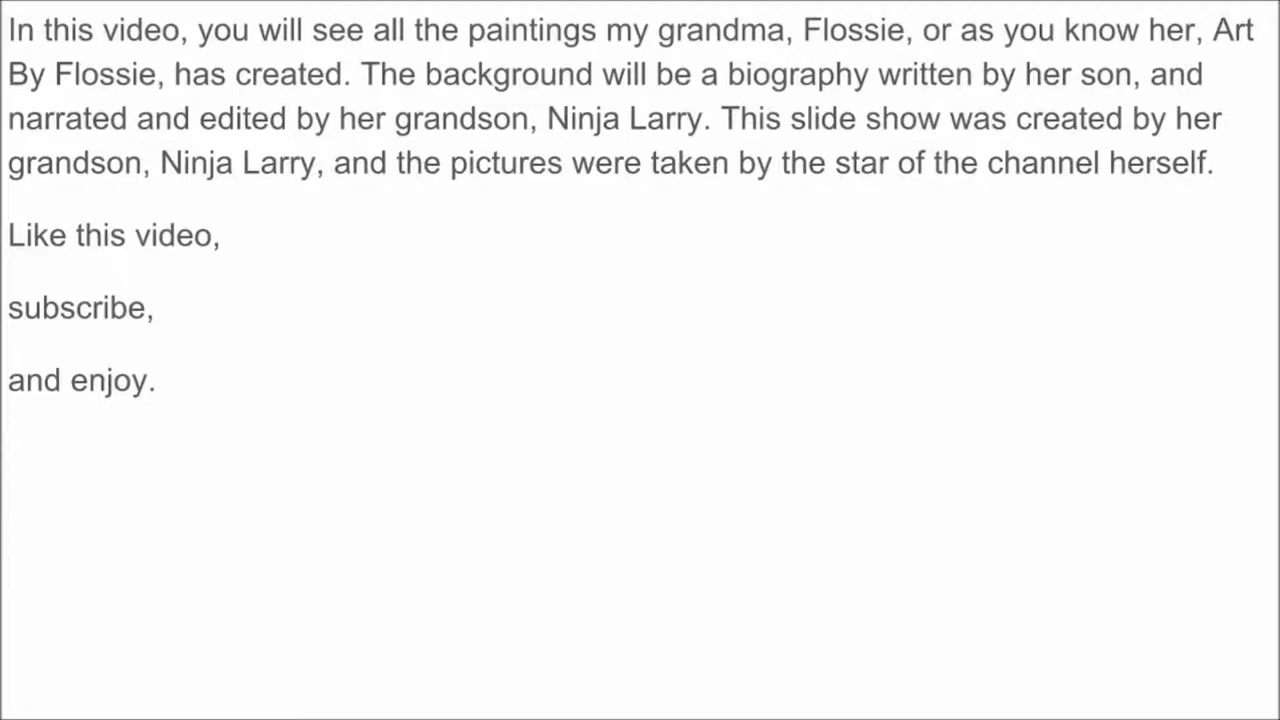 In this video, you will see all the paintings my grandma, Flossie, or as you know her, Art
By Flossie, has created. The background will be a biography written by her son, and
narrated and edited by her grandson, Ninja Larry. This slide show was created by her
grandson, Ninja Larry, and the pictures were taken by the star of the channel herself.
Like this video,
subscribe,
and enjoy.